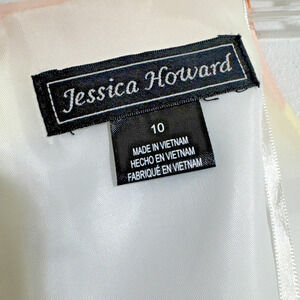 Jessica Howard
10
MADE IN VIETNAM
HECHO EN VIETNAM
FABRIQUÉ EN VIETNAM